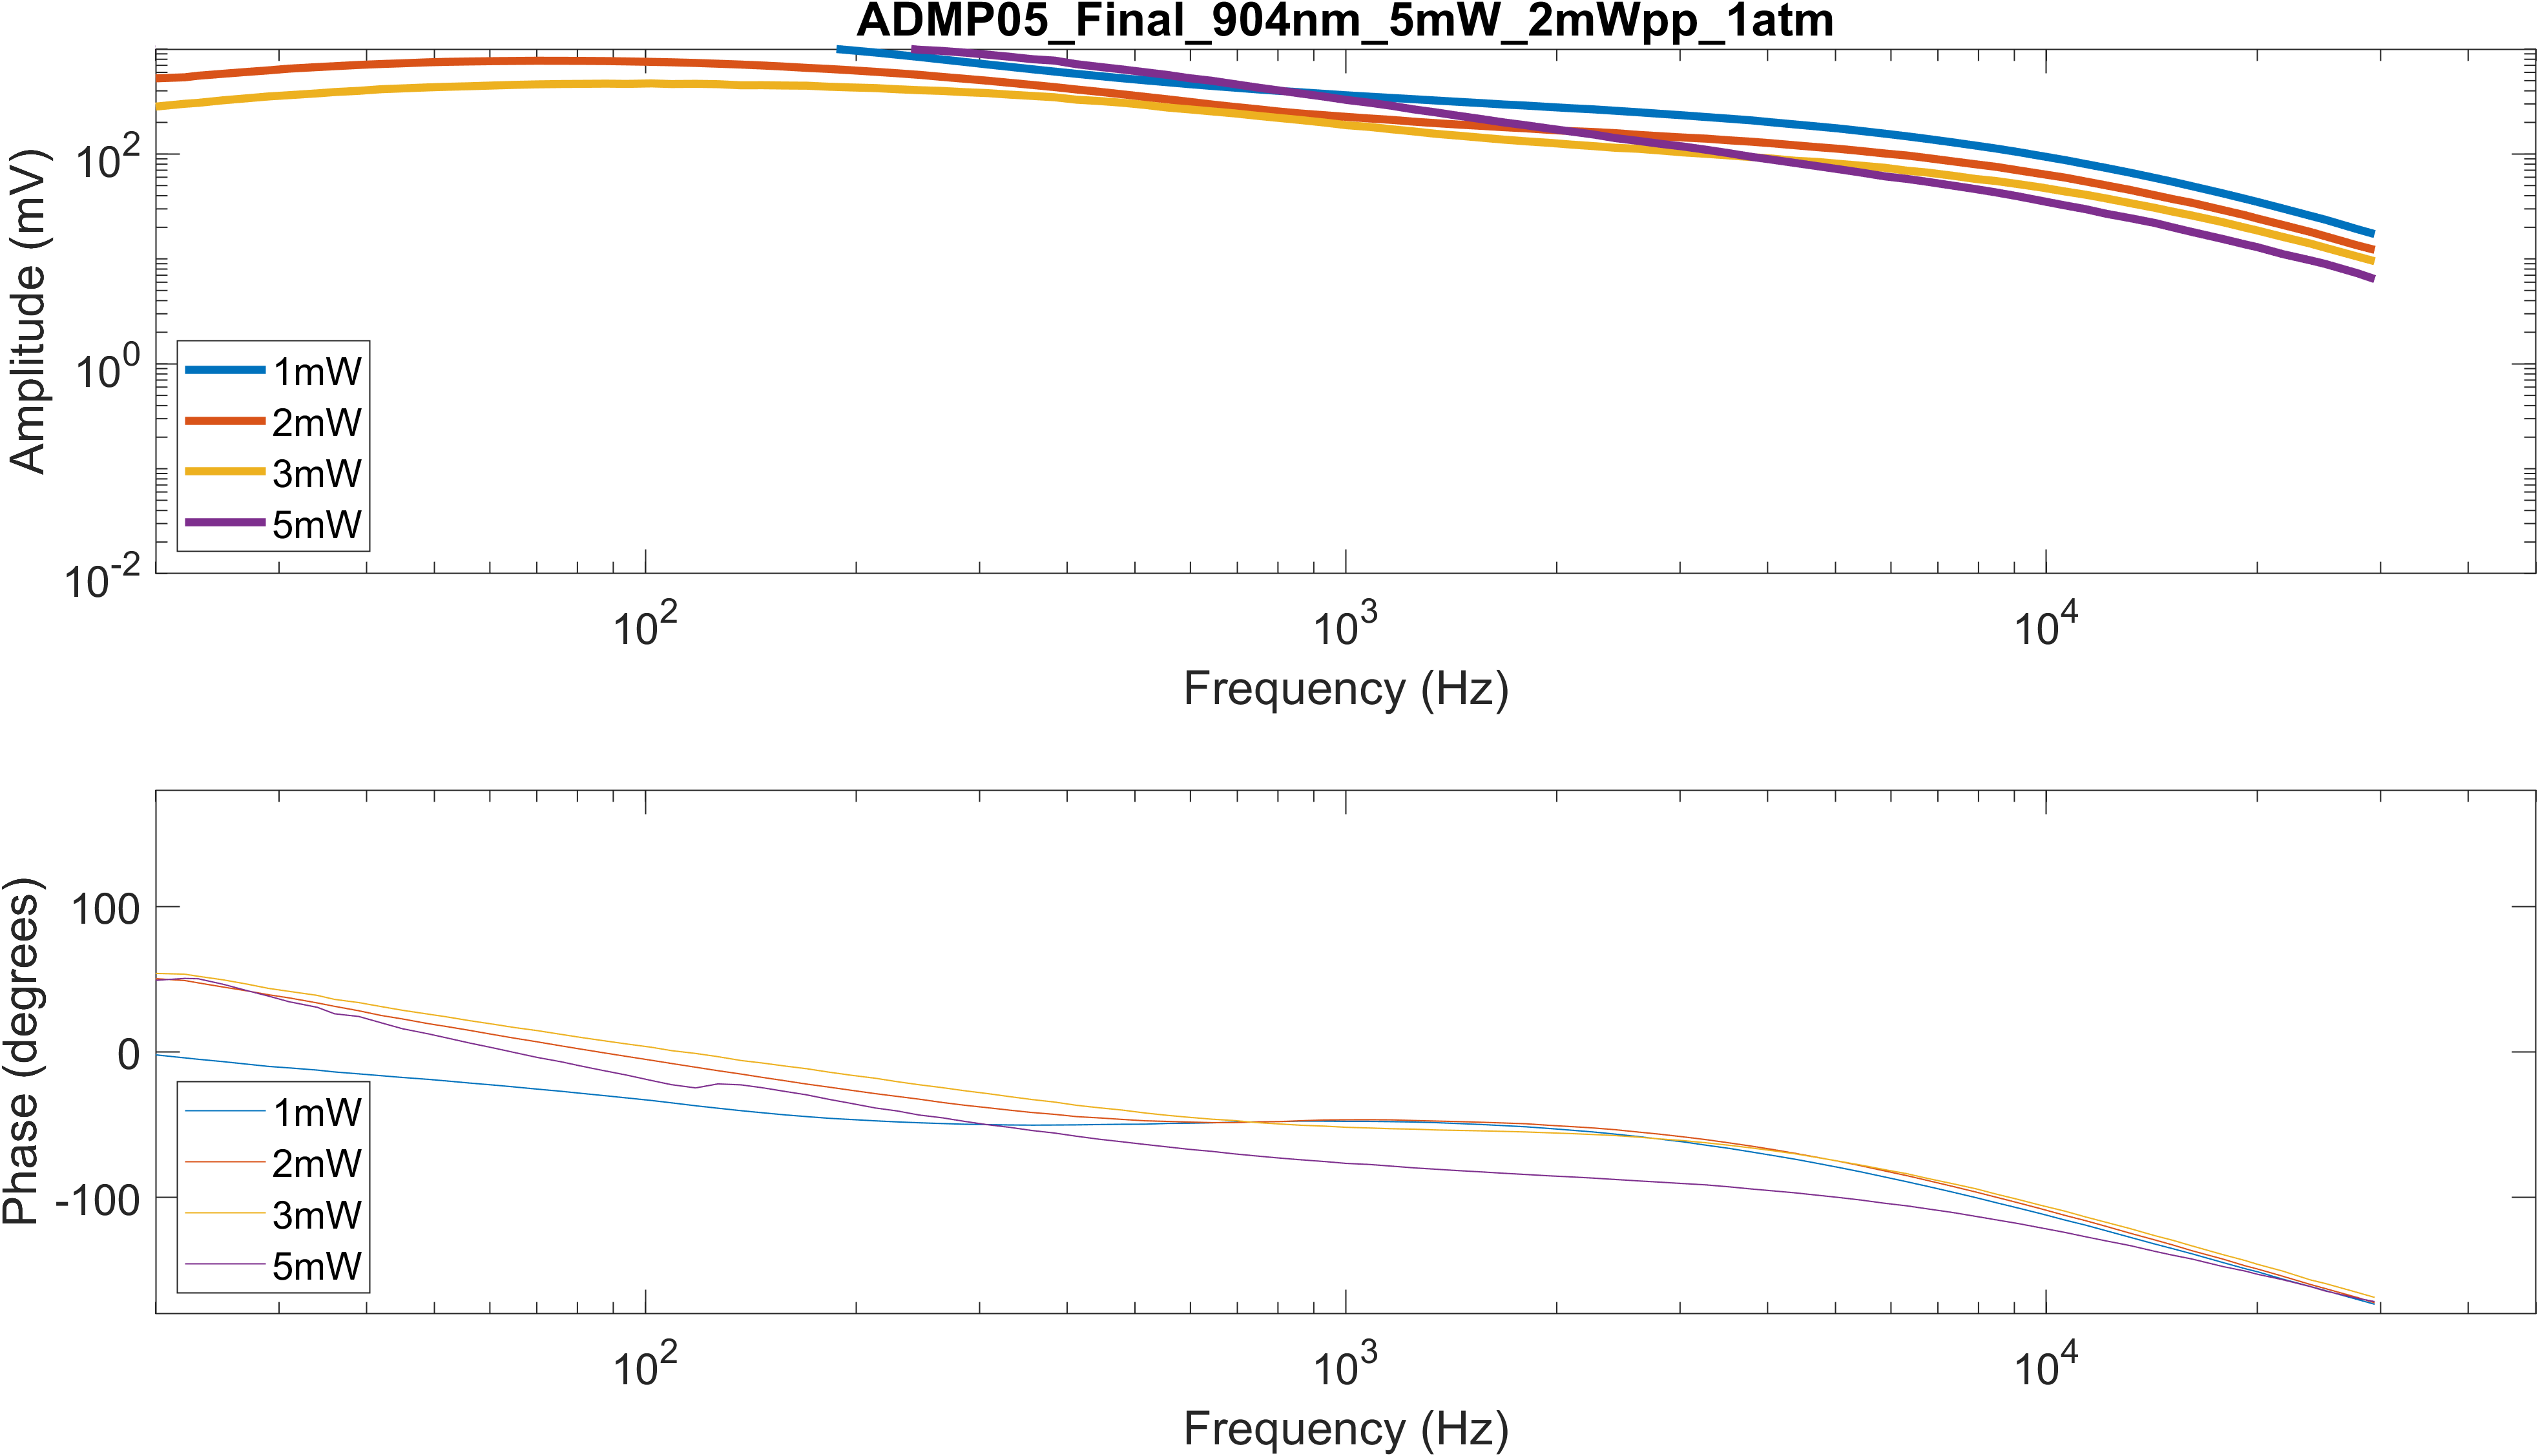 ADMP05_Final_904nm_5mW_2mWpp_1atm
Amplitude (mV)
10^2
10^0
10^-2
1mW
2mW
3mW
5mW
10^2
10^3
10^4
Frequency (Hz)
Phase (degrees)
100
0
-100
1mW
2mW
3mW
5mW
10^2
10^3
10^4
Frequency (Hz)